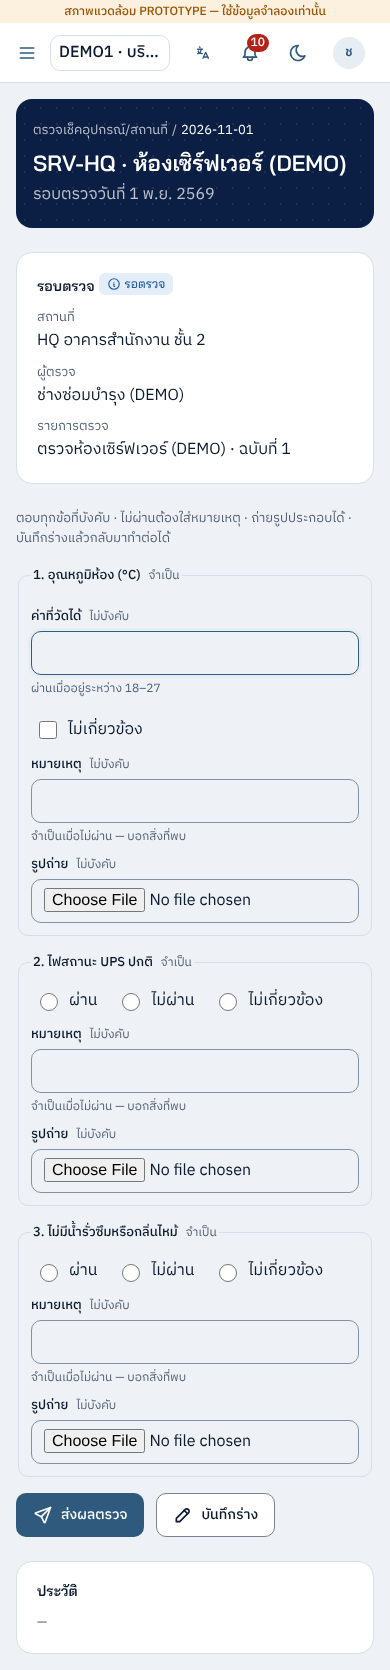 สภาพแวดล้อม PROTOTYPE — ใช้ข้อมูลจำลองเท่านั้น
DEMO1 · บริ...
10
ช
ตรวจเช็คอุปกรณ์/สถานที่ / 2026-11-01
SRV-HQ · ห้องเซิร์ฟเวอร์ (DEMO)
รอบตรวจวันที่ 1 พ.ย. 2569
รอบตรวจ รอตรวจ
สถานที่
HQ อาคารสำนักงาน ชั้น 2
ผู้ตรวจ
ช่างซ่อมบำรุง (DEMO)
รายการตรวจ
ตรวจห้องเซิร์ฟเวอร์ (DEMO) · ฉบับที่ 1
ตอบทุกข้อที่บังคับ · ไม่ผ่านต้องใส่หมายเหตุ · ถ่ายรูปประกอบได้ ·
บันทึกร่างแล้วกลับมาทำต่อได้
1. อุณหภูมิห้อง (°C) จำเป็น
ค่าที่วัดได้ ไม่บังคับ
ผ่านเมื่ออยู่ระหว่าง 18–27
ไม่เกี่ยวข้อง
หมายเหตุ ไม่บังคับ
จำเป็นเมื่อไม่ผ่าน — บอกสิ่งที่พบ
รูปถ่าย ไม่บังคับ
Choose File No file chosen
2. ไฟสถานะ UPS ปกติ จำเป็น
ผ่าน ไม่ผ่าน ไม่เกี่ยวข้อง
หมายเหตุ ไม่บังคับ
จำเป็นเมื่อไม่ผ่าน — บอกสิ่งที่พบ
รูปถ่าย ไม่บังคับ
Choose File No file chosen
3. ไม่มีน้ำรั่วซึมหรือกลิ่นไหม้ จำเป็น
ผ่าน ไม่ผ่าน ไม่เกี่ยวข้อง
หมายเหตุ ไม่บังคับ
จำเป็นเมื่อไม่ผ่าน — บอกสิ่งที่พบ
รูปถ่าย ไม่บังคับ
Choose File No file chosen
ส่งผลตรวจ บันทึกร่าง
ประวัติ
—